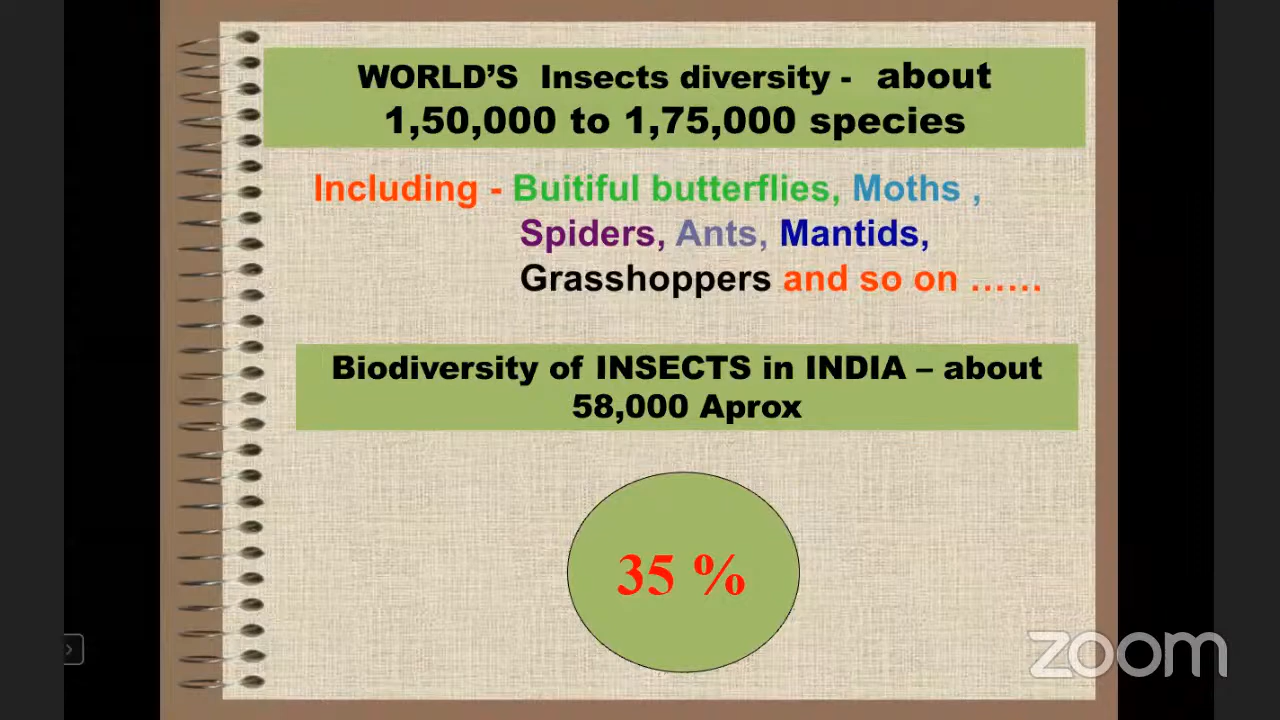 WORLD'S Insects diversity - about
1,50,000 to 1,75,000 species
Including - Buitiful butterflies, Moths ,
Spiders, Ants, Mantids,
Grasshoppers and so on ……
Biodiversity of INSECTS in INDIA – about
58,000 Aprox
35 %
zoom